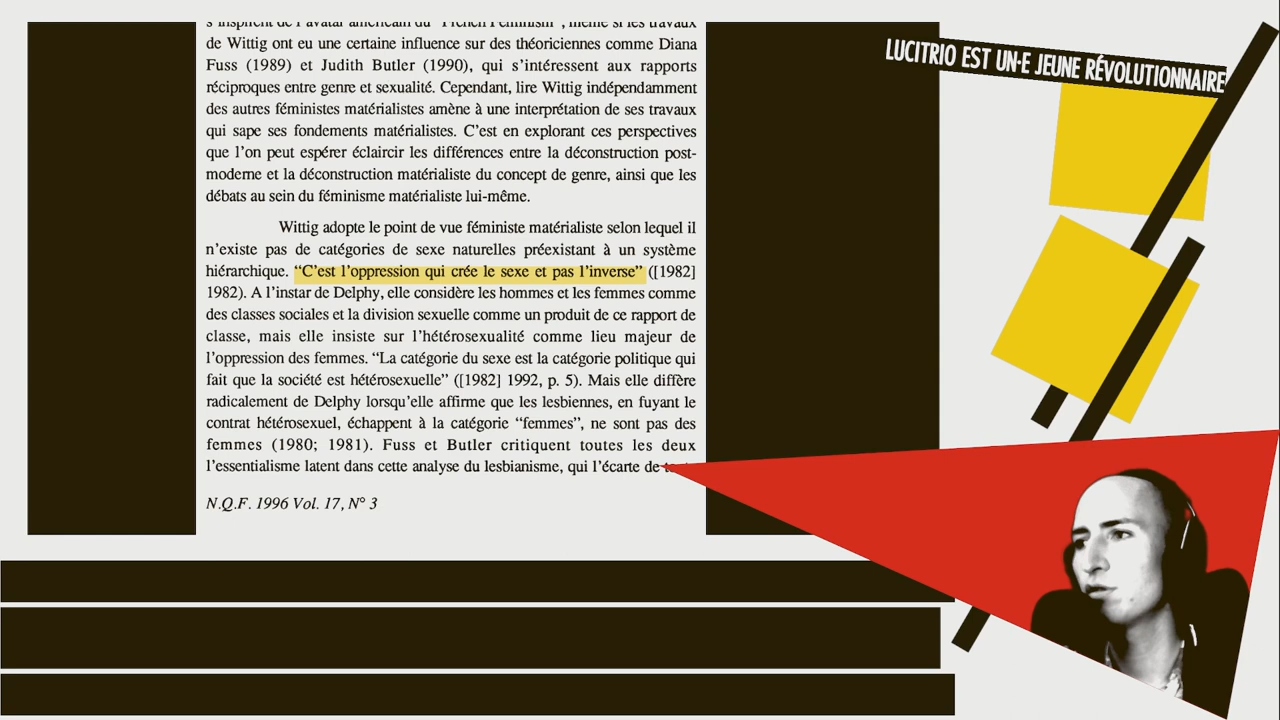 s'inspirent de l'avatar américain du "French Feminism", même si les travaux
de Wittig ont eu une certaine influence sur des théoriciennes comme Diana
Fuss (1989) et Judith Butler (1990), qui s'intéressent aux rapports
réciproques entre genre et sexualité. Cependant, lire Wittig indépendamment
des autres féministes matérialistes amène à une interprétation de ses travaux
qui sape ses fondements matérialistes. C'est en explorant ces perspectives
que l'on peut espérer éclaircir les différences entre la déconstruction post-
moderne et la déconstruction matérialiste du concept de genre, ainsi que les
débats au sein du féminisme matérialiste lui-même.
Wittig adopte le point de vue féministe matérialiste selon lequel il
n'existe pas de catégories de sexe naturelles préexistant à un système
hiérarchique. “C'est l'oppression qui crée le sexe et pas l'inverse” ([1982]
1982). A l'instar de Delphy, elle considère les hommes et les femmes comme
des classes sociales et la division sexuelle comme un produit de ce rapport de
classe, mais elle insiste sur l'hétérosexualité comme lieu majeur de
l'oppression des femmes. “La catégorie du sexe est la catégorie politique qui
fait que la société est hétérosexuelle” ([1982] 1992, p. 5). Mais elle diffère
radicalement de Delphy lorsqu'elle affirme que les lesbiennes, en fuyant le
contrat hétérosexuel, échappent à la catégorie “femmes”, ne sont pas des
femmes (1980; 1981). Fuss et Butler critiquent toutes les deux
l'essentialisme latent dans cette analyse du lesbianisme, qui l'écarte de
N.Q.F. 1996 Vol. 17, N° 3
LUCITRIO EST UN·E JEUNE RÉVOLUTIONNAIRE